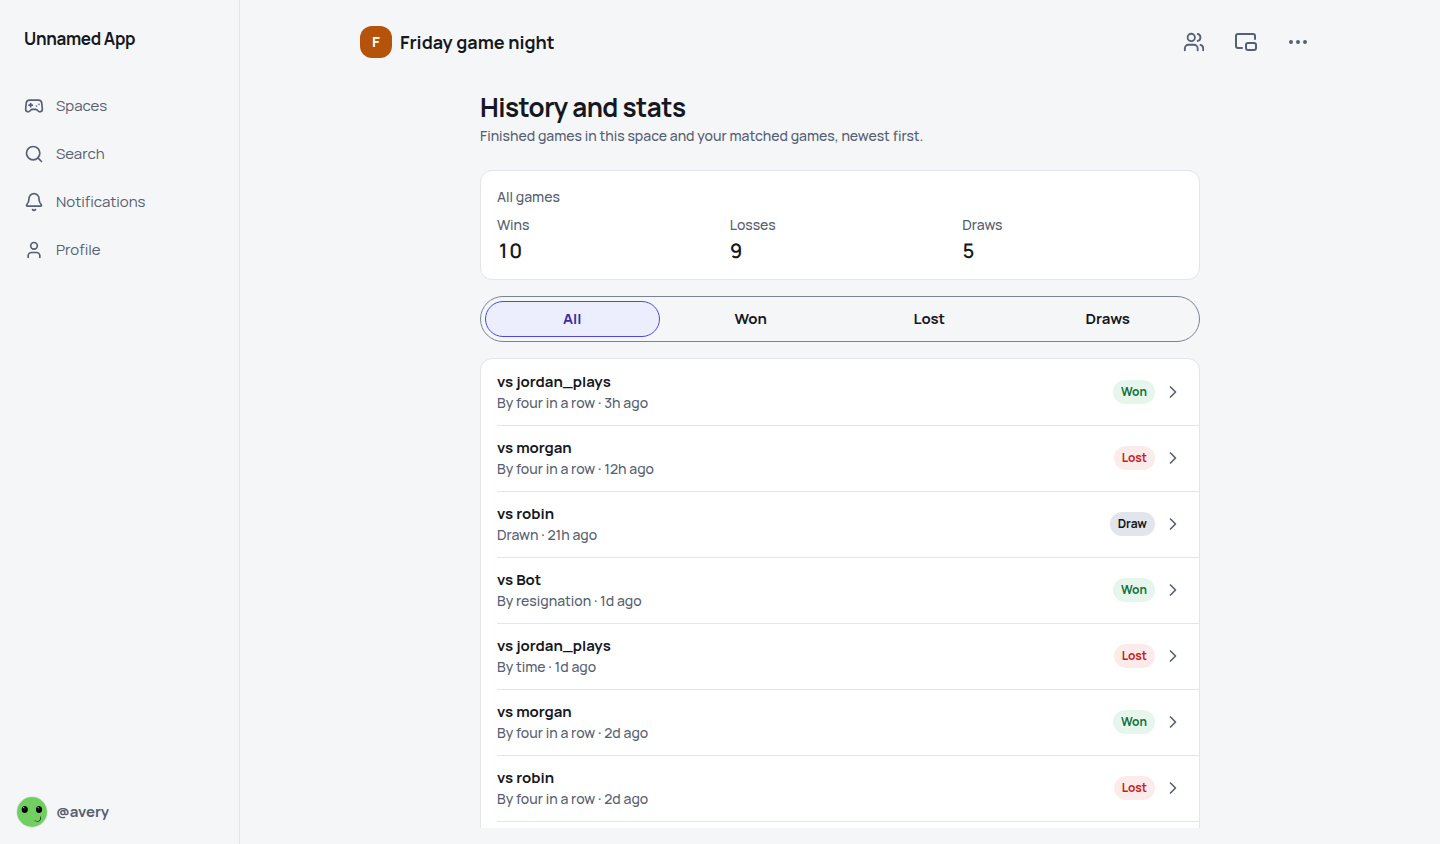 Unnamed App
Spaces
Search
Notifications
Profile
@avery
F
Friday game night
History and stats
Finished games in this space and your matched games, newest first.
All games
Wins
10
Losses
9
Draws
5
All
Won
Lost
Draws
vs jordan_plays
By four in a row · 3h ago
Won
vs morgan
By four in a row · 12h ago
Lost
vs robin
Drawn · 21h ago
Draw
vs Bot
By resignation · 1d ago
Won
vs jordan_plays
By time · 1d ago
Lost
vs morgan
By four in a row · 2d ago
Won
vs robin
By four in a row · 2d ago
Lost